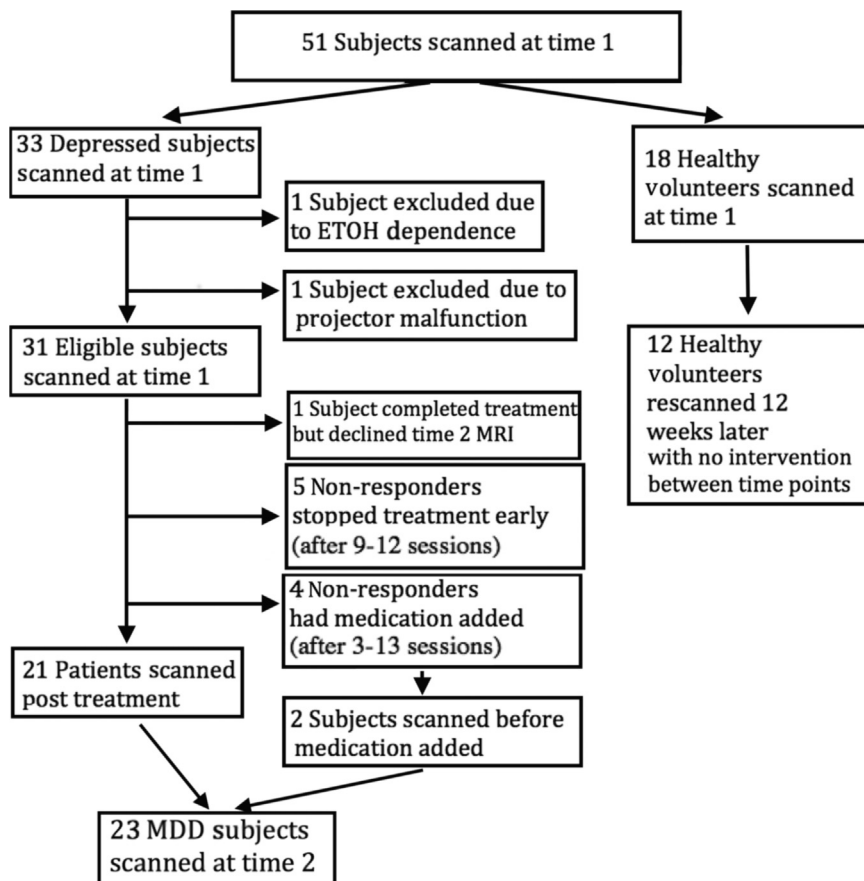 51 Subjects scanned at time 1
33 Depressed subjects
scanned at time 1
18 Healthy
volunteers scanned
at time 1
1 Subject excluded due
to ETOH dependence
1 Subject excluded due to
projector malfunction
31 Eligible subjects
scanned at time 1
12 Healthy
volunteers
rescanned 12
weeks later
with no intervention
between time points
1 Subject completed treatment
but declined time 2 MRI
5 Non-responders
stopped treatment early
(after 9-12 sessions)
4 Non-responders
had medication added
(after 3-13 sessions)
21 Patients scanned
post treatment
2 Subjects scanned before
medication added
23 MDD subjects
scanned at time 2